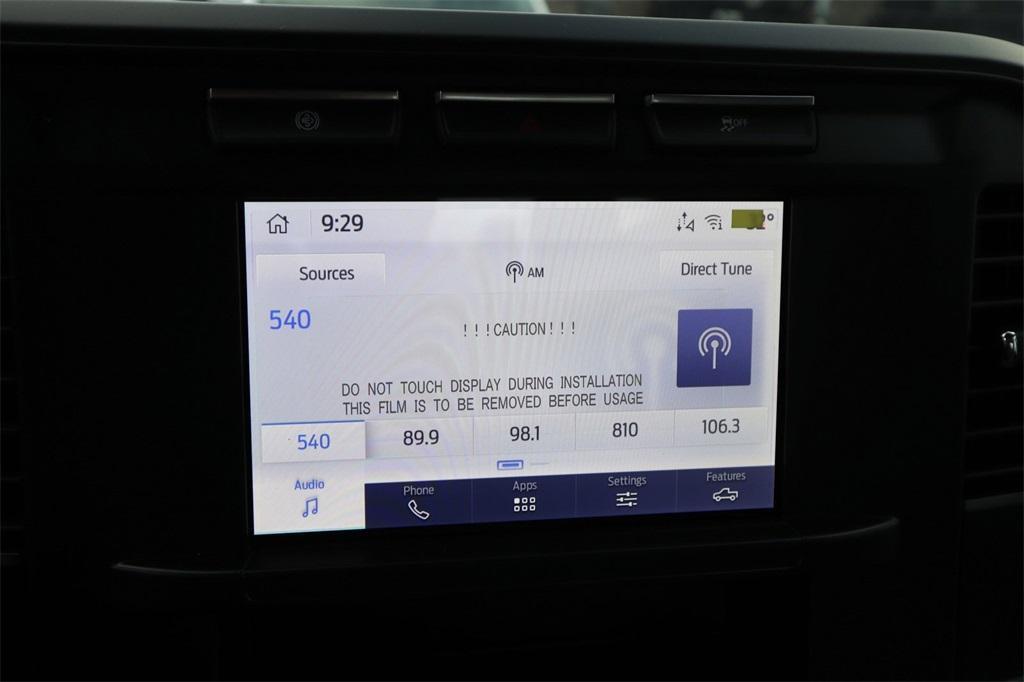 OFF
9:29
Sources
AM
Direct Tune
540
! ! ! CAUTION ! ! !
DO NOT TOUCH DISPLAY DURING INSTALLATION
THIS FILM IS TO BE REMOVED BEFORE USAGE
540 89.9 98.1 810 106.3
Audio Phone Apps Settings Features